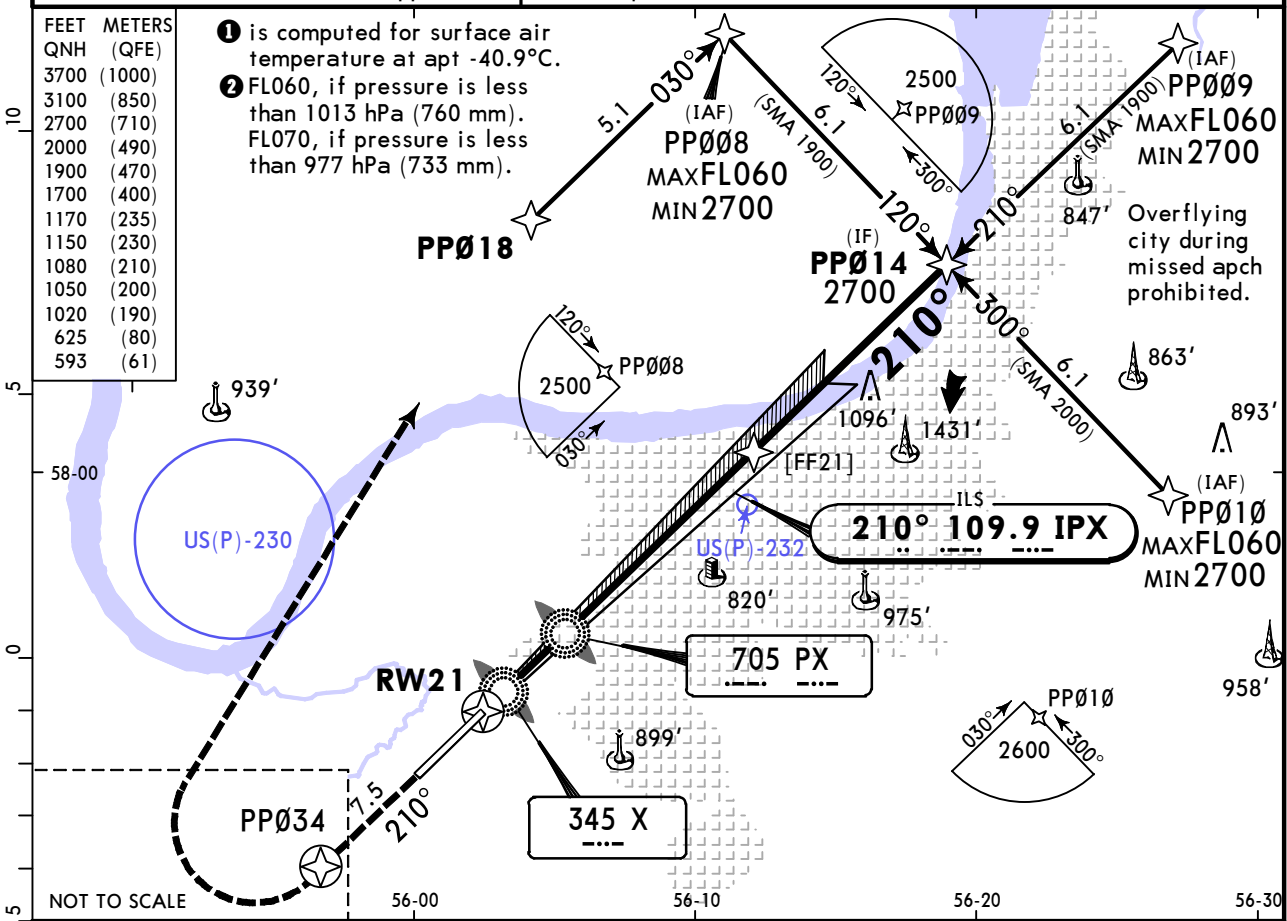 FEET METERS
QNH (QFE)
3700 (1000)
3100 (850)
2700 (710)
2000 (490)
1900 (470)
1700 (400)
1170 (235)
1150 (230)
1080 (210)
1050 (200)
1020 (190)
625 (80)
593 (61)
1 is computed for surface air
temperature at apt -40.9°C.
2 FL060, if pressure is less
than 1013 hPa (760 mm).
FL070, if pressure is less
than 977 hPa (733 mm).
5.1
030°
(IAF)
PPØØ8
MAXFL060
MIN2700
6.1
(SMA 1900)
120°
120°
2500
PPØØ9
300°
6.1
(SMA 1900)
210°
(IAF)
PPØØ9
MAXFL060
MIN2700
847'
Overflying
city during
missed apch
prohibited.
PPØ18
(IF)
PPØ14
2700
210°
300°
6.1
(SMA 2000)
863'
893'
(IAF)
PPØ1Ø
MAXFL060
MIN2700
120°
2500
PPØØ8
030°
939'
1096'
1431'
[FF21]
ILS
210° 109.9 IPX
58-00
US(P)-230
US(P)-232
820'
975'
705 PX
RW21
899'
345 X
958'
PPØ1Ø
030°
300°
2600
PPØ34
7.5
210°
NOT TO SCALE
56-00
56-10
56-20
56-30
10
5
0
5